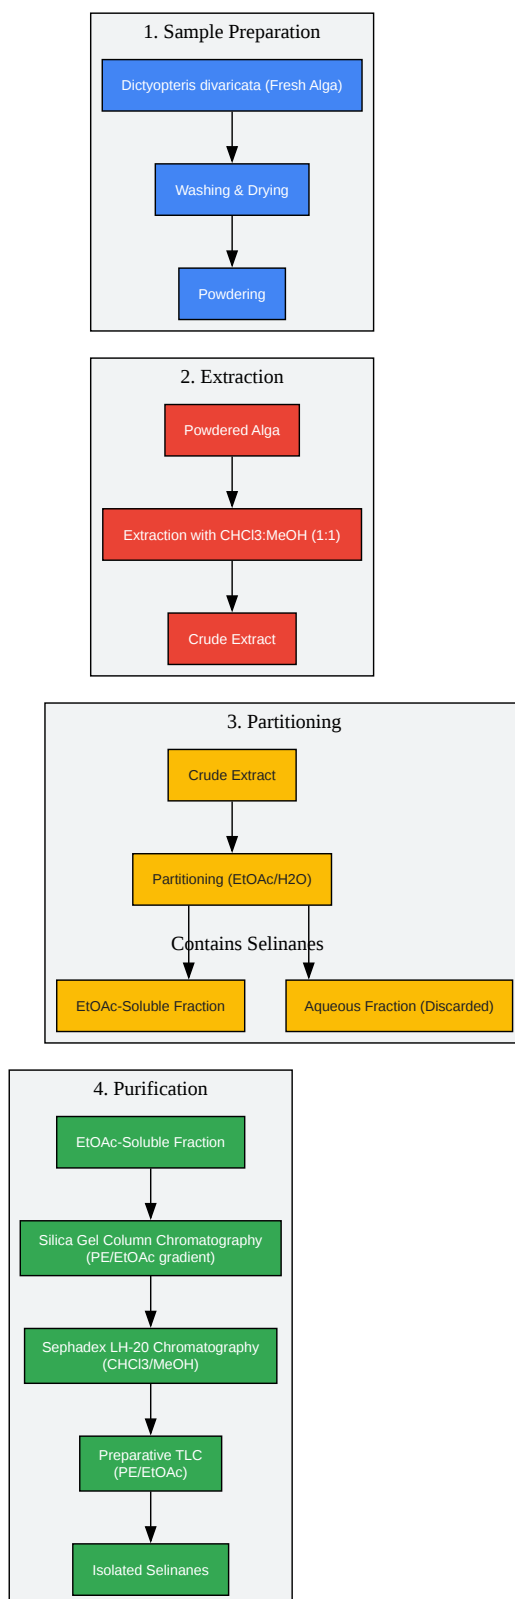 1. Sample Preparation
Dictyopteris divaricata (Fresh Alga)
Washing & Drying
Powdering
2. Extraction
Powdered Alga
Extraction with CHCl3:MeOH (1:1)
Crude Extract
3. Partitioning
Crude Extract
Partitioning (EtOAc/H2O)
Contains Selinanes
EtOAc-Soluble Fraction
Aqueous Fraction (Discarded)
4. Purification
EtOAc-Soluble Fraction
Silica Gel Column Chromatography
(PE/EtOAc gradient)
Sephadex LH-20 Chromatography
(CHCl3/MeOH)
Preparative TLC
(PE/EtOAc)
Isolated Selinanes